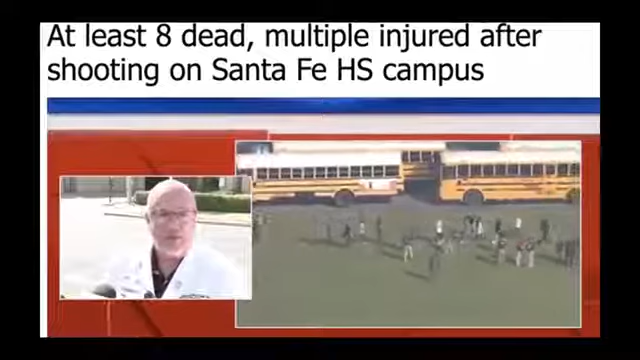 At least 8 dead, multiple injured after
shooting on Santa Fe HS campus